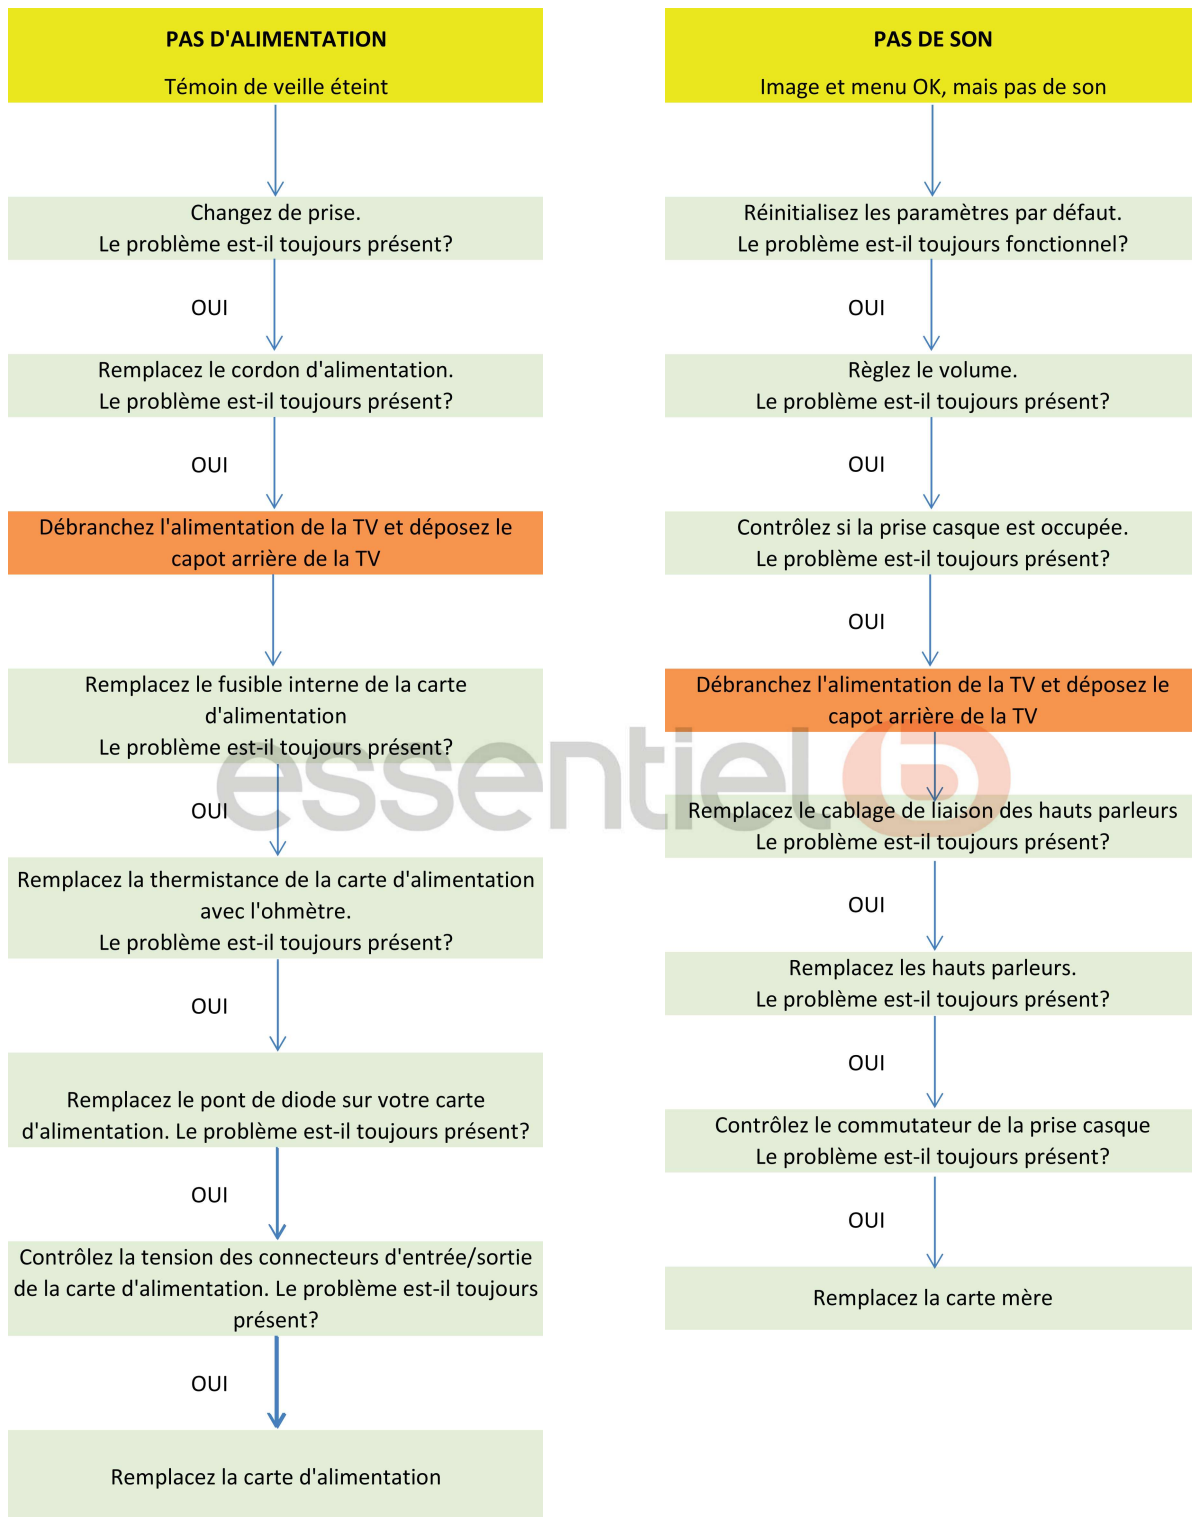 PAS D'ALIMENTATION
Témoin de veille éteint
Changez de prise.
Le problème est-il toujours présent?
OUI
Remplacez le cordon d'alimentation.
Le problème est-il toujours présent?
OUI
Débranchez l'alimentation de la TV et déposez le
capot arrière de la TV
Remplacez le fusible interne de la carte
d'alimentation
Le problème est-il toujours présent?
OUI
Remplacez la thermistance de la carte d'alimentation
avec l'ohmètre.
Le problème est-il toujours présent?
OUI
Remplacez le pont de diode sur votre carte
d'alimentation. Le problème est-il toujours présent?
OUI
Contrôlez la tension des connecteurs d'entrée/sortie
de la carte d'alimentation. Le problème est-il toujours
présent?
OUI
Remplacez la carte d'alimentation
PAS DE SON
Image et menu OK, mais pas de son
Réinitialisez les paramètres par défaut.
Le problème est-il toujours fonctionnel?
OUI
Règlez le volume.
Le problème est-il toujours présent?
OUI
Contrôlez si la prise casque est occupée.
Le problème est-il toujours présent?
OUI
Débranchez l'alimentation de la TV et déposez le
capot arrière de la TV
Remplacez le cablage de liaison des hauts parleurs
Le problème est-il toujours présent?
OUI
Remplacez les hauts parleurs.
Le problème est-il toujours présent?
OUI
Contrôlez le commutateur de la prise casque
Le problème est-il toujours présent?
OUI
Remplacez la carte mère
essentiel b